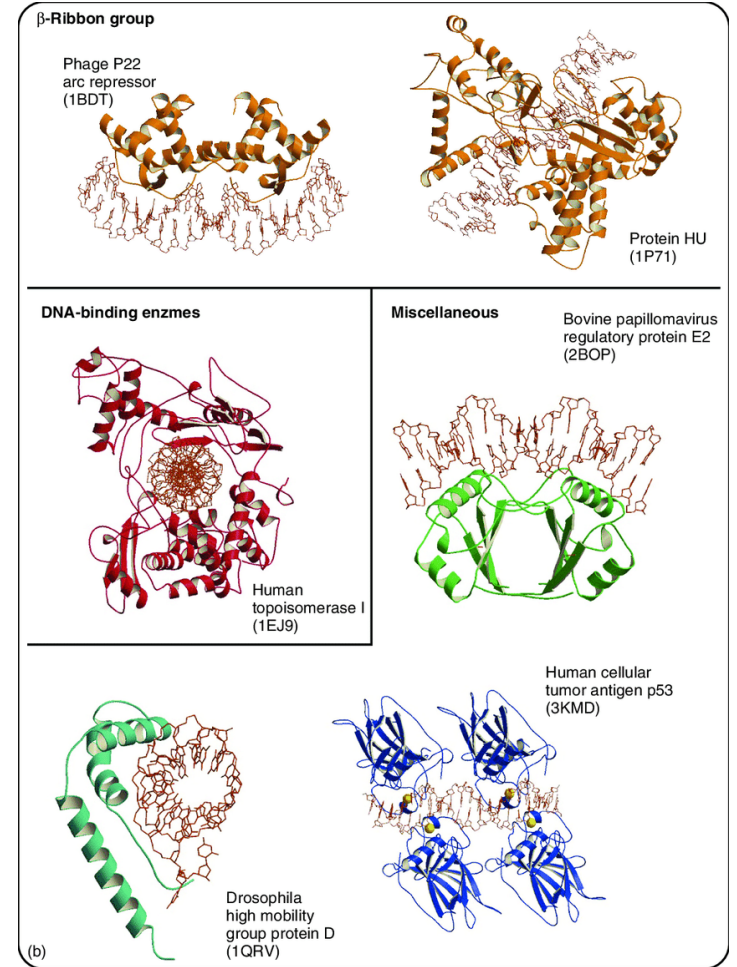 β-Ribbon group
Phage P22
arc repressor
(1BDT)
Protein HU
(1P71)
DNA-binding enzmes
Human
topoisomerase I
(1EJ9)
Miscellaneous
Bovine papillomavirus
regulatory protein E2
(2BOP)
Human cellular
tumor antigen p53
(3KMD)
Drosophila
high mobility
group protein D
(1QRV)
(b)